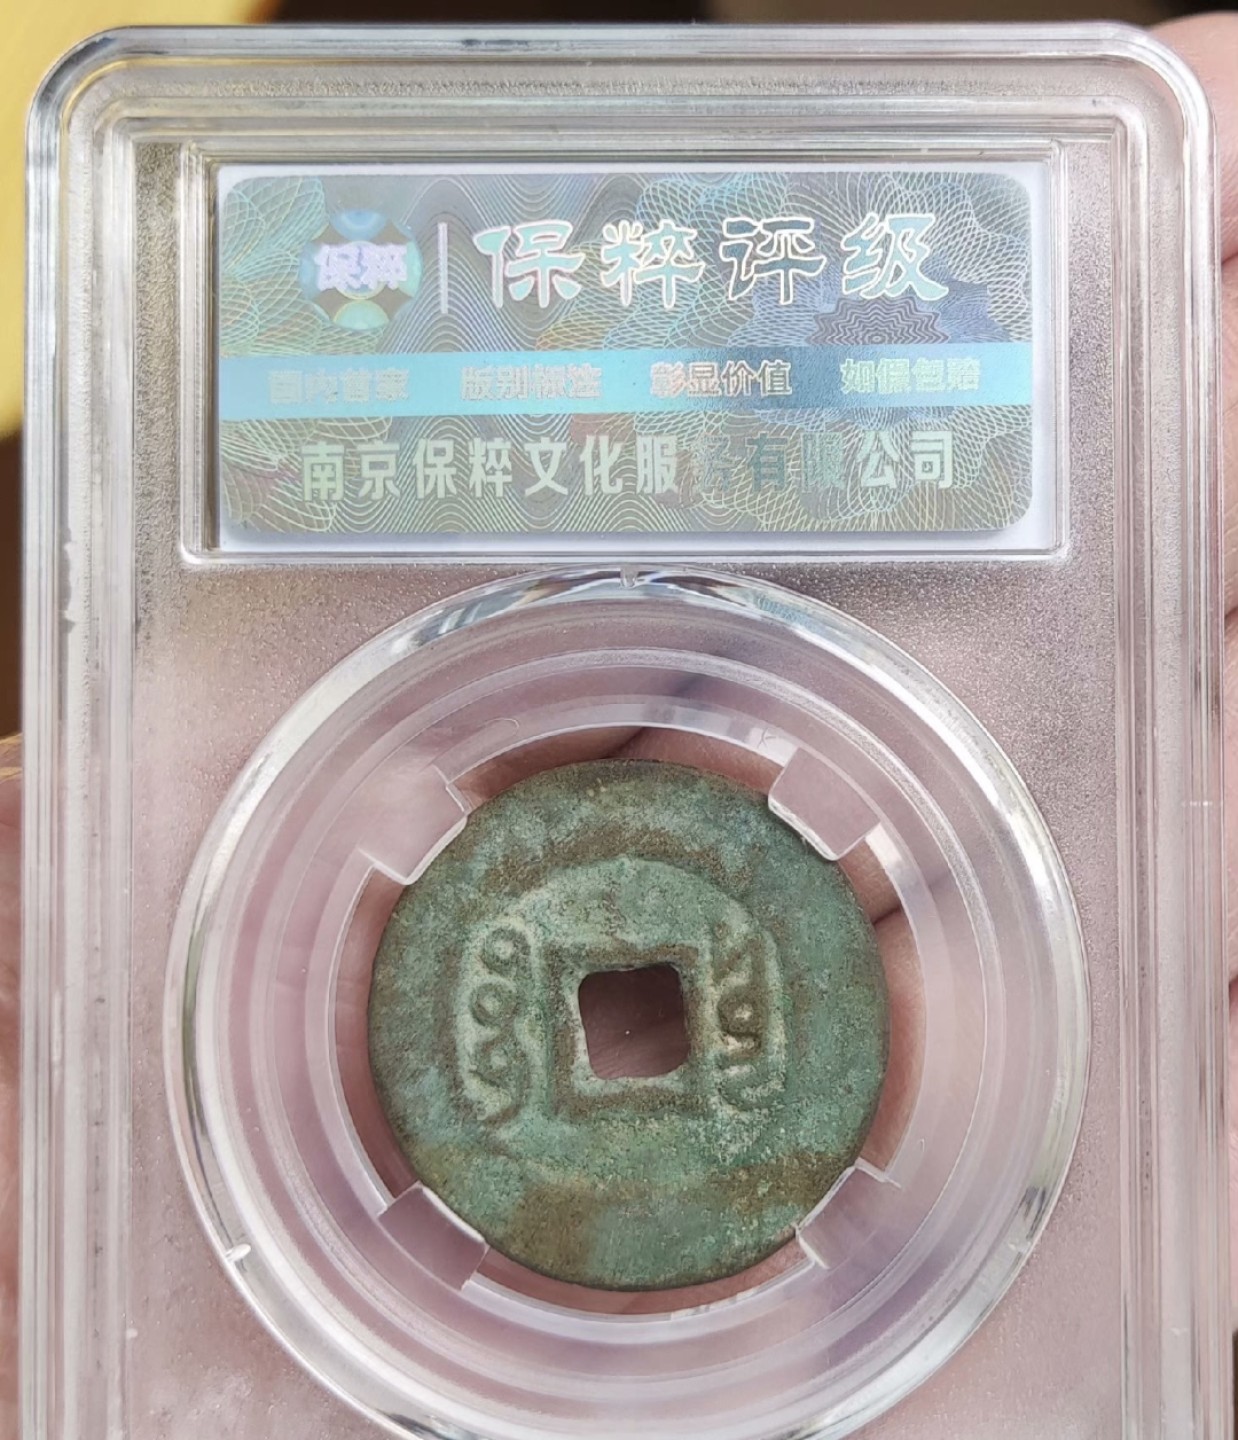 保粹 保粹评级
国内首家 版别标注 彰显价值 如假包赔
南京保粹文化服务有限公司